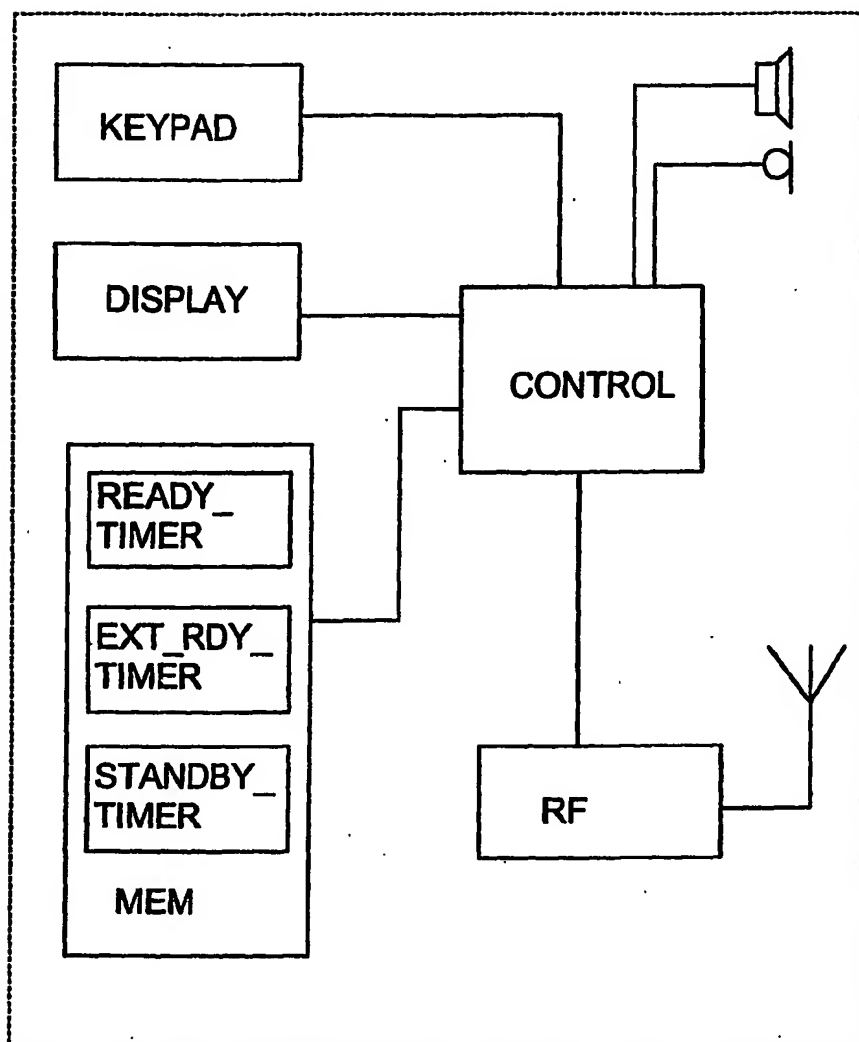 KEYPAD
DISPLAY
CONTROL
READY_
TIMER
EXT_RDY_
TIMER
STANDBY_
TIMER
MEM
RF